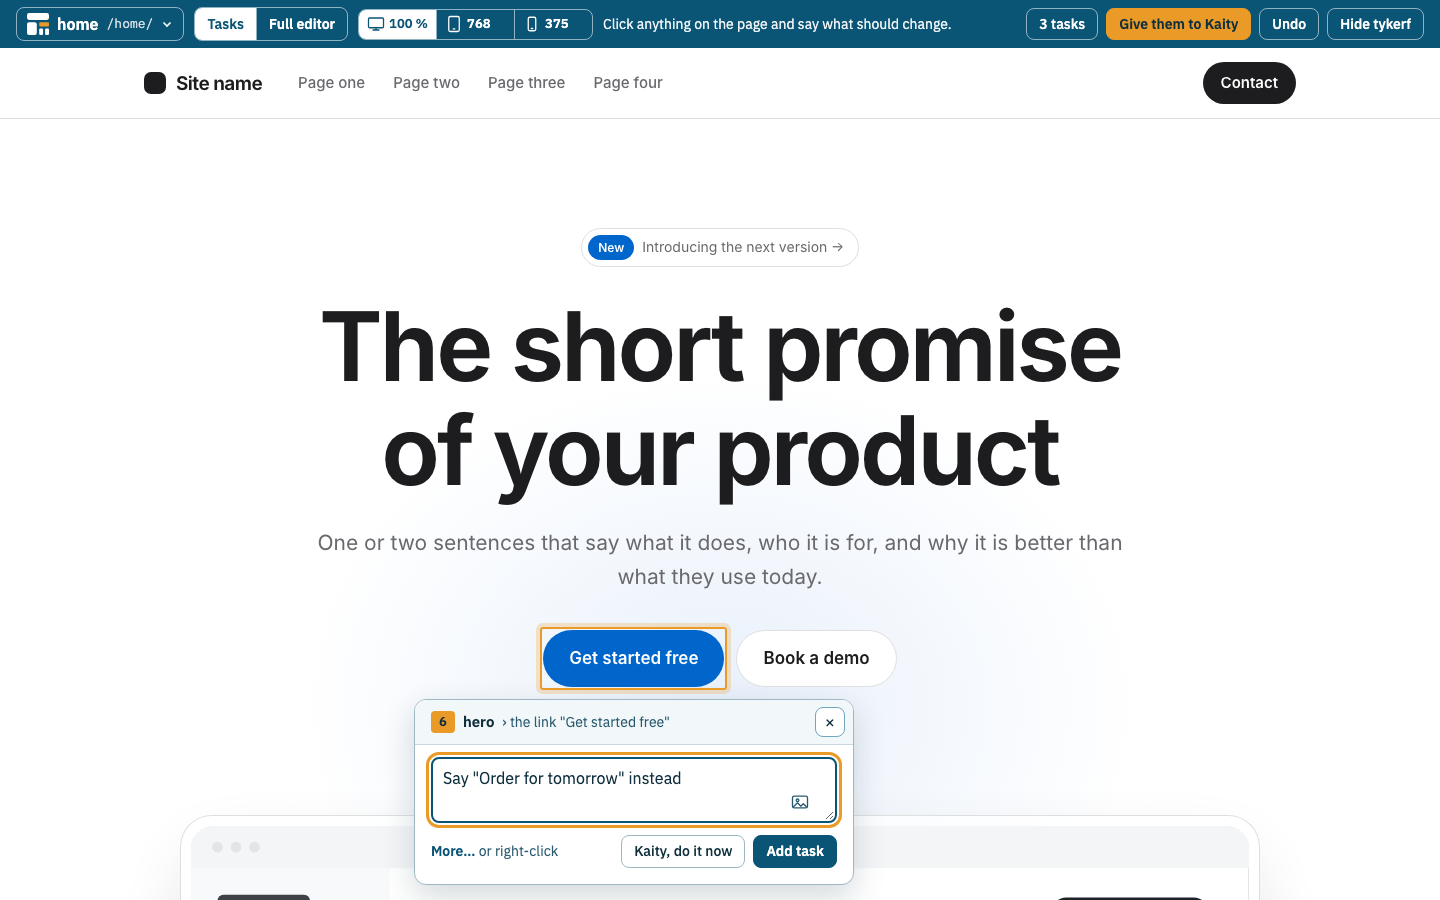 home /home/
Tasks
Full editor
100 %
768
375
Click anything on the page and say what should change.
3 tasks
Give them to Kaity
Undo
Hide tykerf
Site name
Page one
Page two
Page three
Page four
Contact
New Introducing the next version →
The short promise
of your product
One or two sentences that say what it does, who it is for, and why it is better than
what they use today.
Get started free
Book a demo
6 hero › the link "Get started free"
×
Say "Order for tomorrow" instead
More... or right-click
Kaity, do it now
Add task